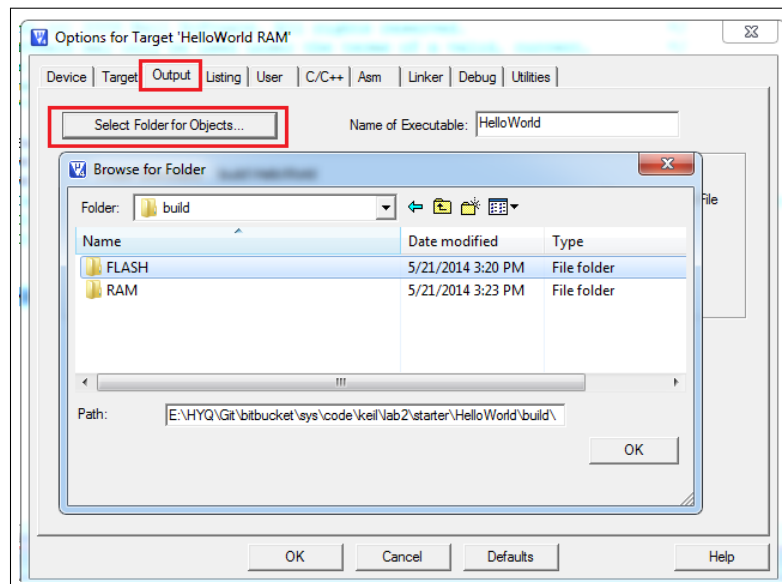 Options for Target 'HelloWorld RAM'
Device Target Output Listing User C/C++ Asm Linker Debug Utilities
Select Folder for Objects... Name of Executable: HelloWorld
Browse for Folder
File
Folder: build
Name Date modified Type
FLASH 5/21/2014 3:20 PM File folder
RAM 5/21/2014 3:23 PM File folder
Path: E:\HYQ\Git\bitbucket\sys\code\keil\lab2\starter\HelloWorld\build\
OK
OK Cancel Defaults Help